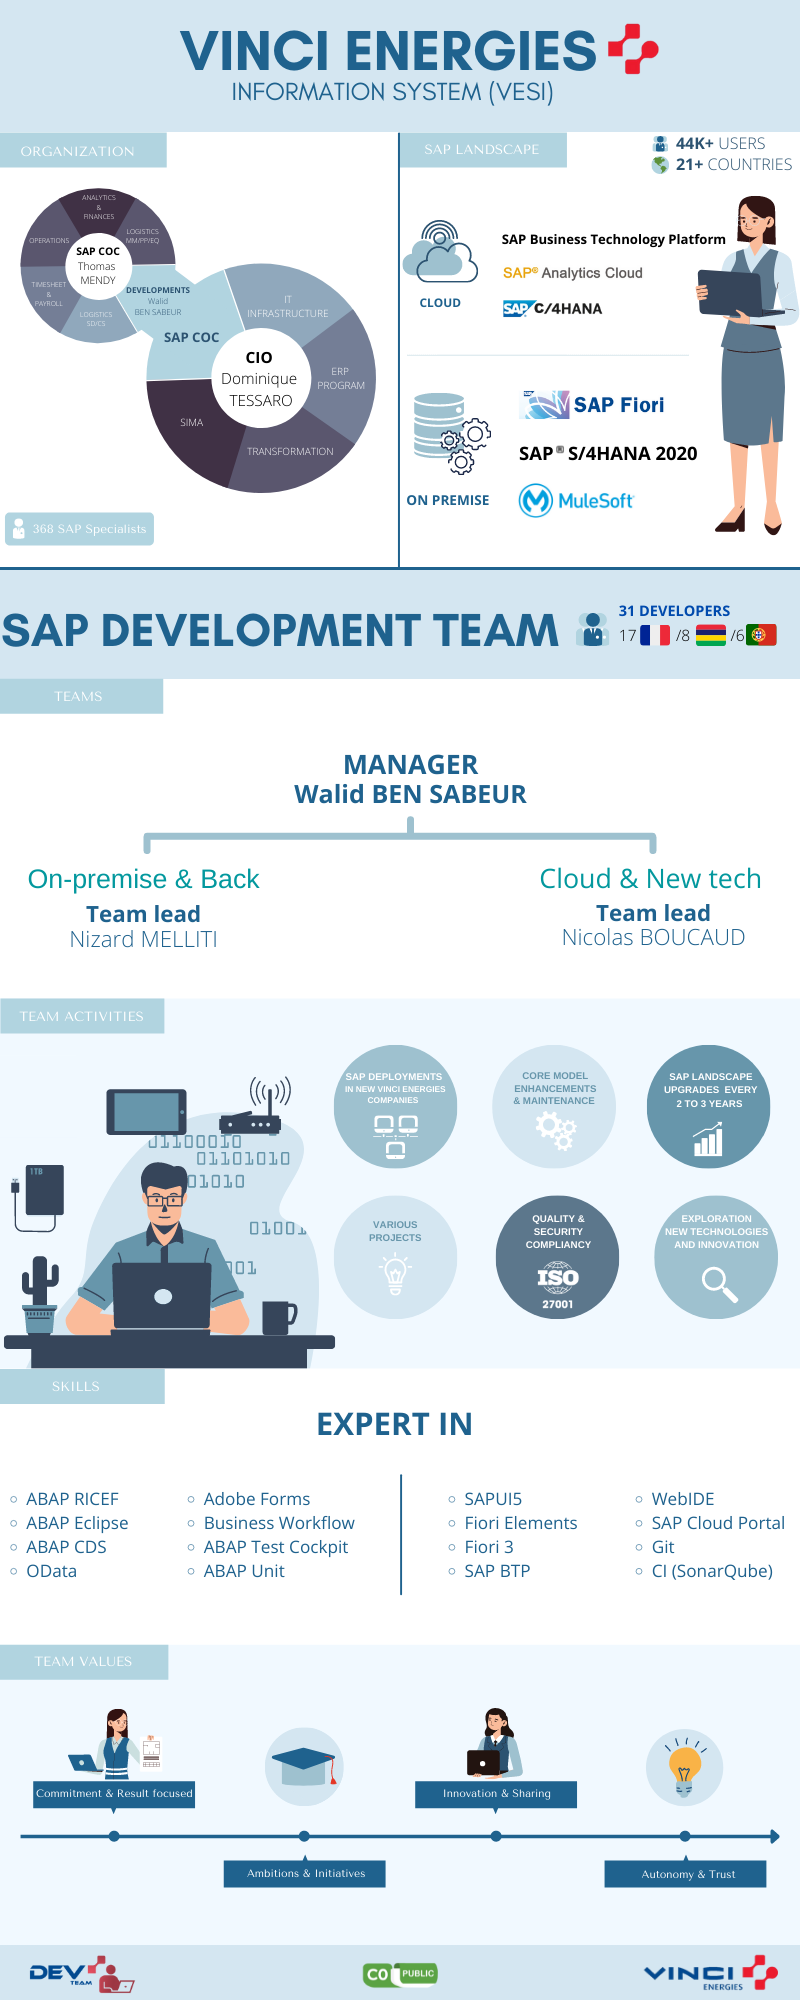 VINCI ENERGIES
INFORMATION SYSTEM (VESI)
ORGANIZATION
ANALYTICS
&
FINANCES
LOGISTICS
MM/PP/EQ
OPERATIONS
SAP COC
Thomas
MENDY
TIMESHEET
&
PAYROLL
LOGISTICS
SD/CS
DEVELOPMENTS
Walid
BEN SABEUR
SAP COC
IT
INFRASTRUCTURE
CIO
Dominique
TESSARO
ERP
PROGRAM
SIMA
TRANSFORMATION
368 SAP Specialists
SAP LANDSCAPE
44K+ USERS
21+ COUNTRIES
CLOUD
SAP Business Technology Platform
SAP® Analytics Cloud
SAP C/4HANA
ON PREMISE
SAP Fiori
SAP® S/4HANA 2020
MuleSoft
SAP DEVELOPMENT TEAM
31 DEVELOPERS
17 /8 /6
TEAMS
MANAGER
Walid BEN SABEUR
On-premise & Back
Team lead
Nizard MELLITI
Cloud & New tech
Team lead
Nicolas BOUCAUD
TEAM ACTIVITIES
1TB
01100010
01101010
01010
01001
001
SAP DEPLOYMENTS
IN NEW VINCI ENERGIES
COMPANIES
CORE MODEL
ENHANCEMENTS
& MAINTENANCE
SAP LANDSCAPE
UPGRADES EVERY
2 TO 3 YEARS
VARIOUS
PROJECTS
QUALITY &
SECURITY
COMPLIANCY
ISO
27001
EXPLORATION
NEW TECHNOLOGIES
AND INNOVATION
SKILLS
EXPERT IN
ABAP RICEF
ABAP Eclipse
ABAP CDS
OData
Adobe Forms
Business Workflow
ABAP Test Cockpit
ABAP Unit
SAPUI5
Fiori Elements
Fiori 3
SAP BTP
WebIDE
SAP Cloud Portal
Git
CI (SonarQube)
TEAM VALUES
Commitment & Result focused
Ambitions & Initiatives
Innovation & Sharing
Autonomy & Trust
DEV
TEAM
C0 PUBLIC
VINCI
ENERGIES